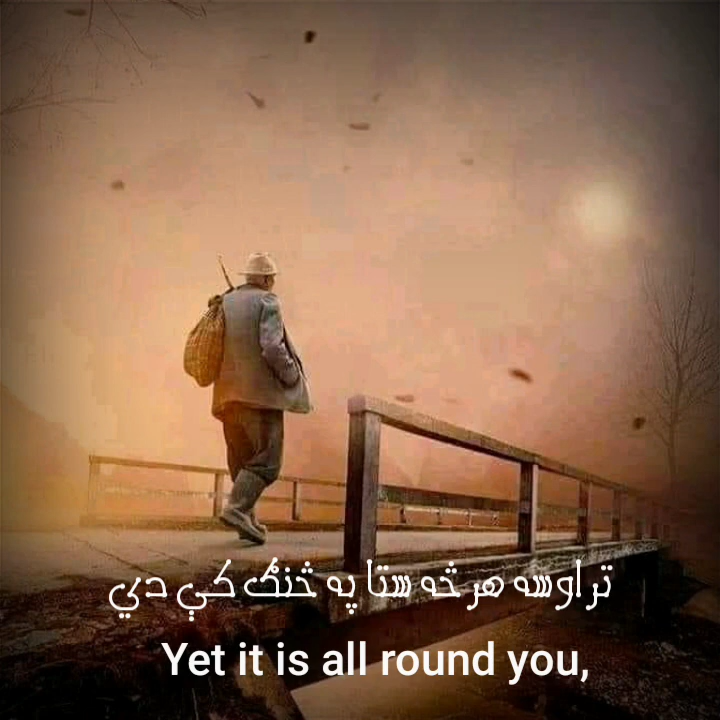 تر اوسه هر څه ستا په څنګ کې دي
Yet it is all round you,